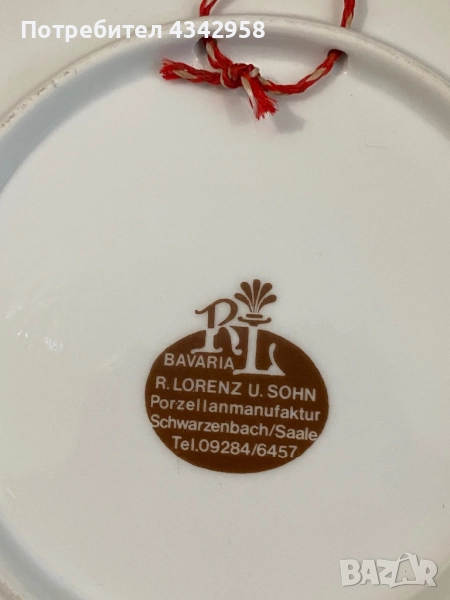 Потребител 4342958
RL
BAVARIA
R. LORENZ U. SOHN
Porzellanmanufaktur
Schwarzenbach/Saale
Tel.09284/6457
BAZAR